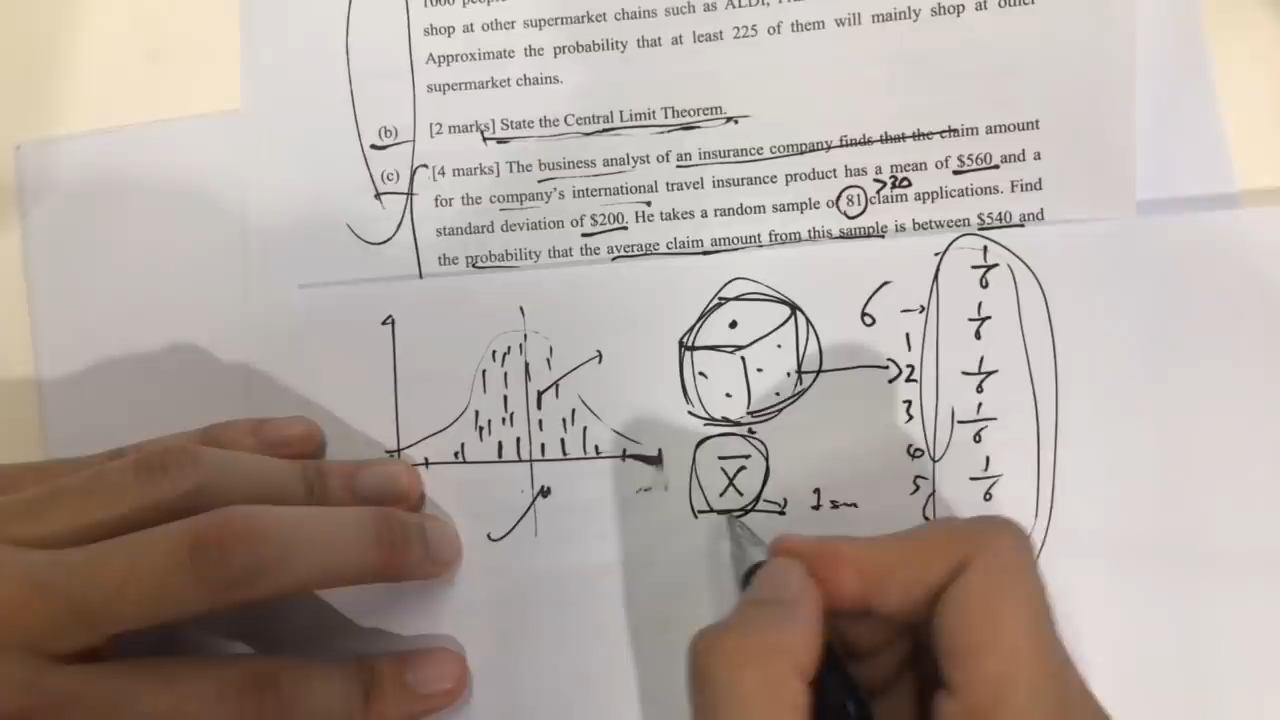 1000 people
shop at other supermarket chains such as ALDI,
Approximate the probability that at least 225 of them will mainly shop at other
supermarket chains.
(b) [2 marks] State the Central Limit Theorem.
(c) [4 marks] The business analyst of an insurance company finds that the claim amount
for the company's international travel insurance product has a mean of $560 and a
>30
standard deviation of $200. He takes a random sample of 81 claim applications. Find
the probability that the average claim amount from this sample is between $540 and
6 →
1/6
1
1/6
2
1/6
3
1/6
1/6
5
X̄